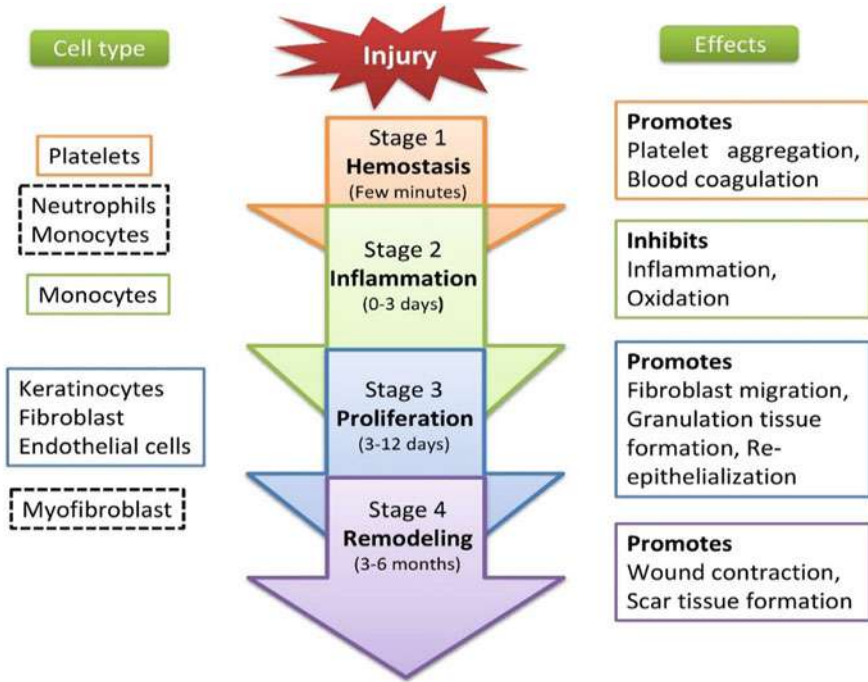 Cell type
Injury
Effects
Platelets
Neutrophils
Monocytes
Monocytes
Keratinocytes
Fibroblast
Endothelial cells
Myofibroblast
Stage 1
Hemostasis
(Few minutes)
Stage 2
Inflammation
(0-3 days)
Stage 3
Proliferation
(3-12 days)
Stage 4
Remodeling
(3-6 months)
Promotes
Platelet aggregation,
Blood coagulation
Inhibits
Inflammation,
Oxidation
Promotes
Fibroblast migration,
Granulation tissue
formation, Re-
epithelialization
Promotes
Wound contraction,
Scar tissue formation